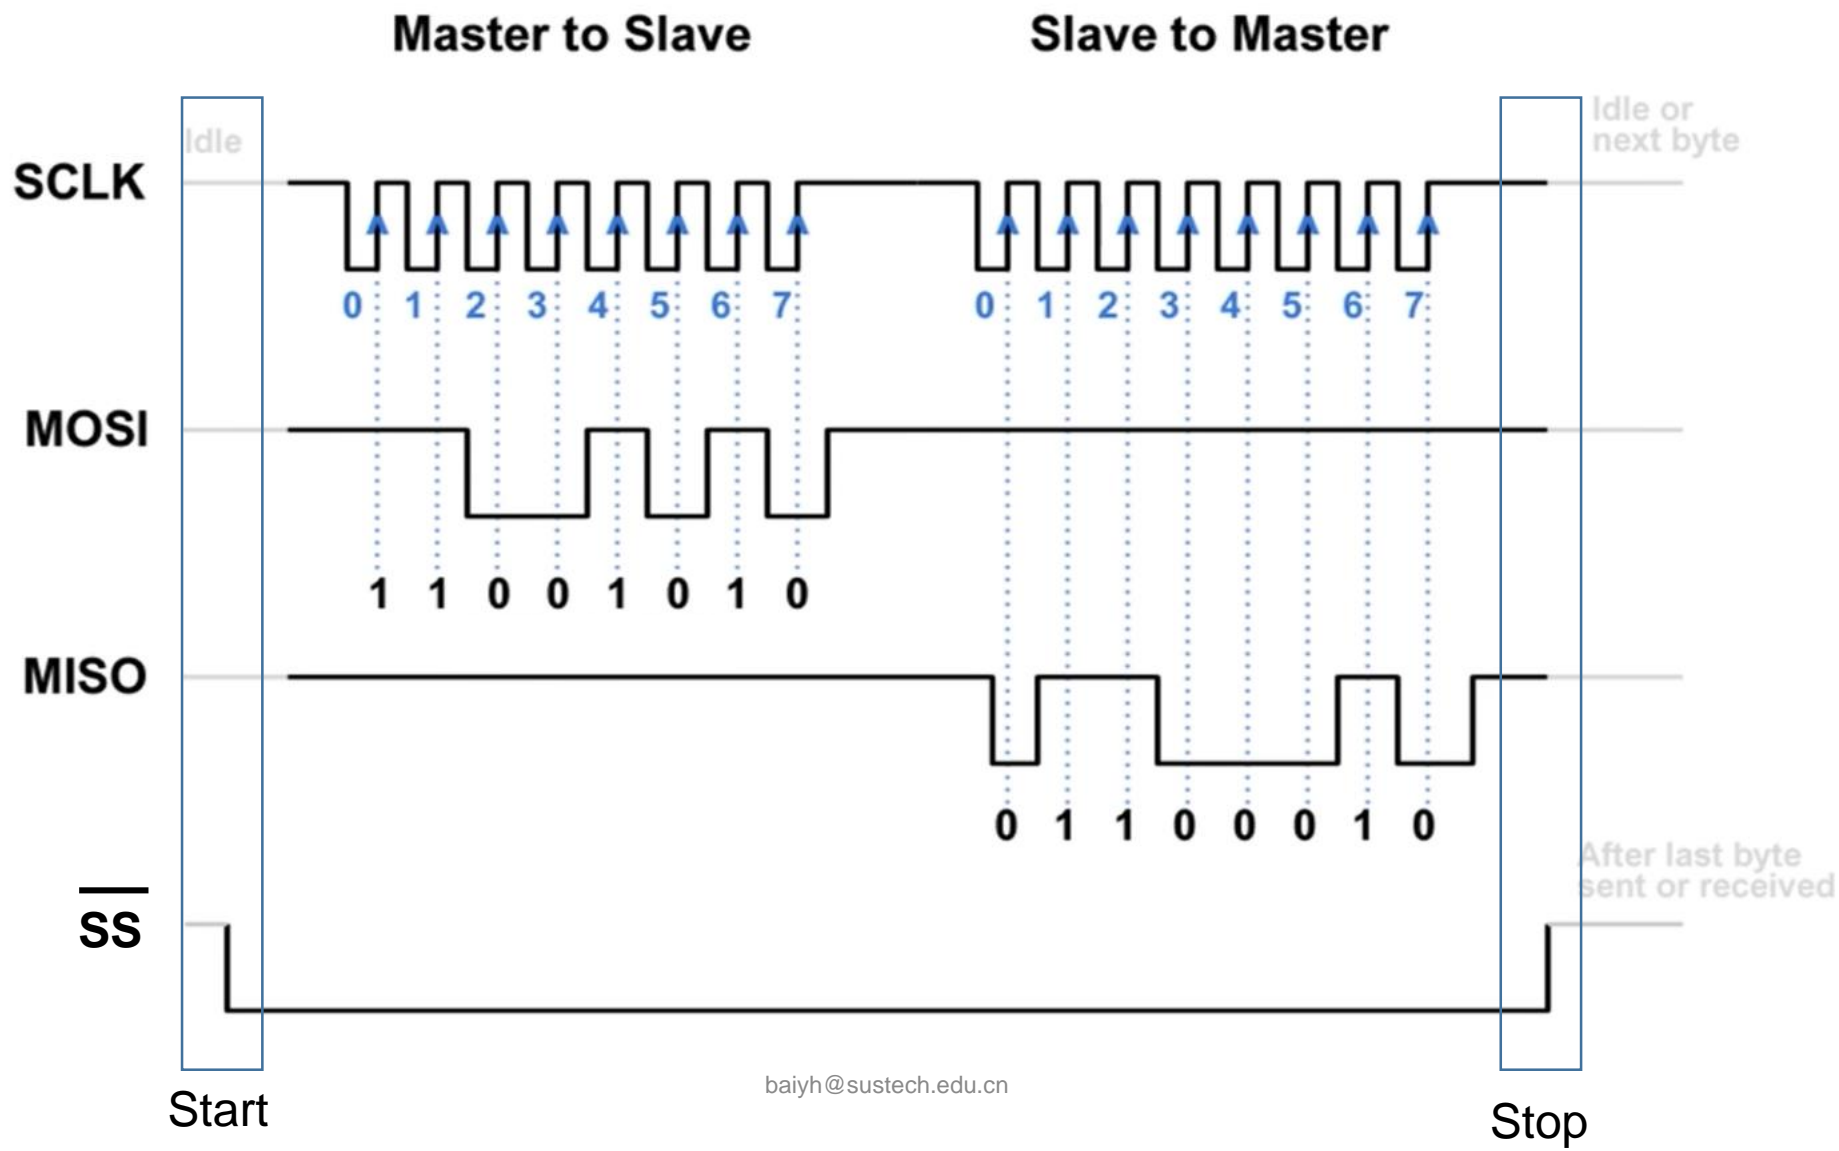 Master to Slave
Slave to Master
Idle
Idle or
next byte
SCLK
0 1 2 3 4 5 6 7
0 1 2 3 4 5 6 7
MOSI
1 1 0 0 1 0 1 0
MISO
0 1 1 0 0 0 1 0
After last byte
sent or received
SS
baiyh@sustech.edu.cn
Start
Stop